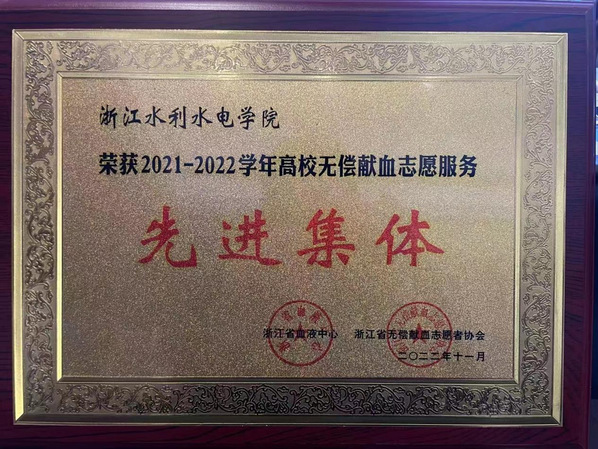 浙江水利水电学院
荣获2021-2022学年高校无偿献血志愿服务
先进集体
浙江省血液中心 浙江省无偿献血志愿者协会
二〇二二年十一月